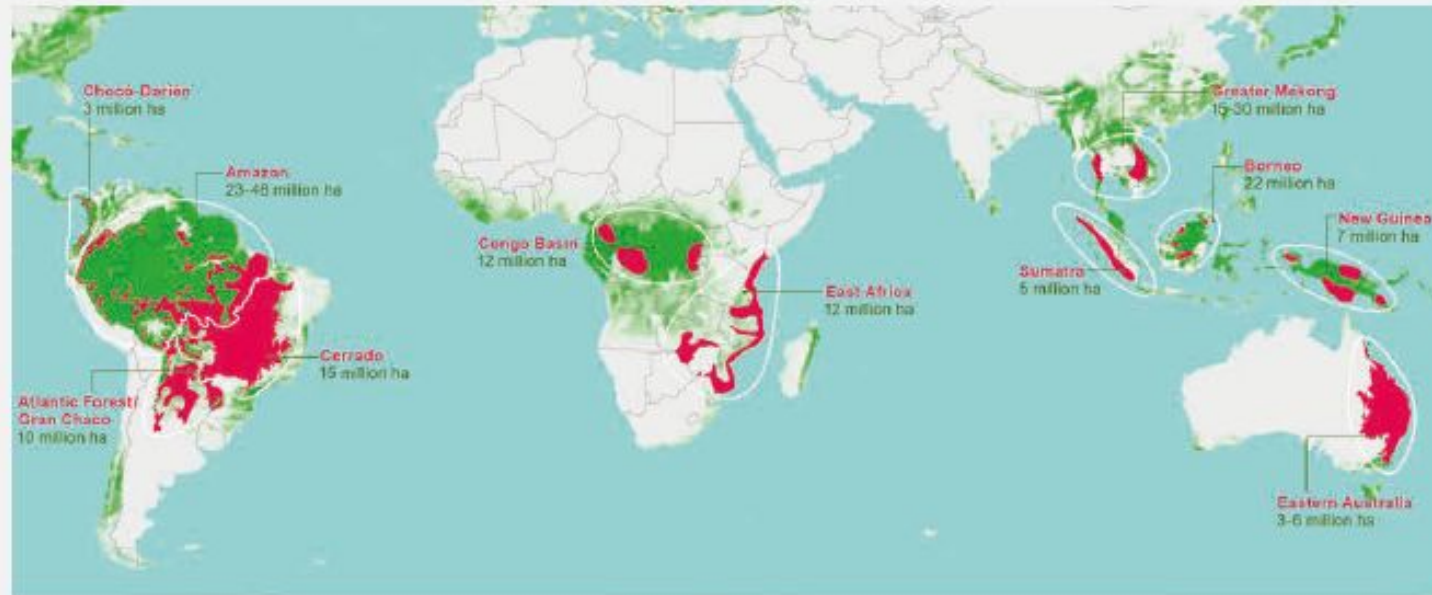 Chocó-Darién
3 million ha
Amazon
23-48 million ha
Cerrado
15 million ha
Atlantic Forest/
Gran Chaco
10 million ha
Congo Basin
12 million ha
East Africa
12 million ha
Greater Mekong
15-30 million ha
Borneo
22 million ha
New Guinea
7 million ha
Sumatra
5 million ha
Eastern Australia
3-6 million ha